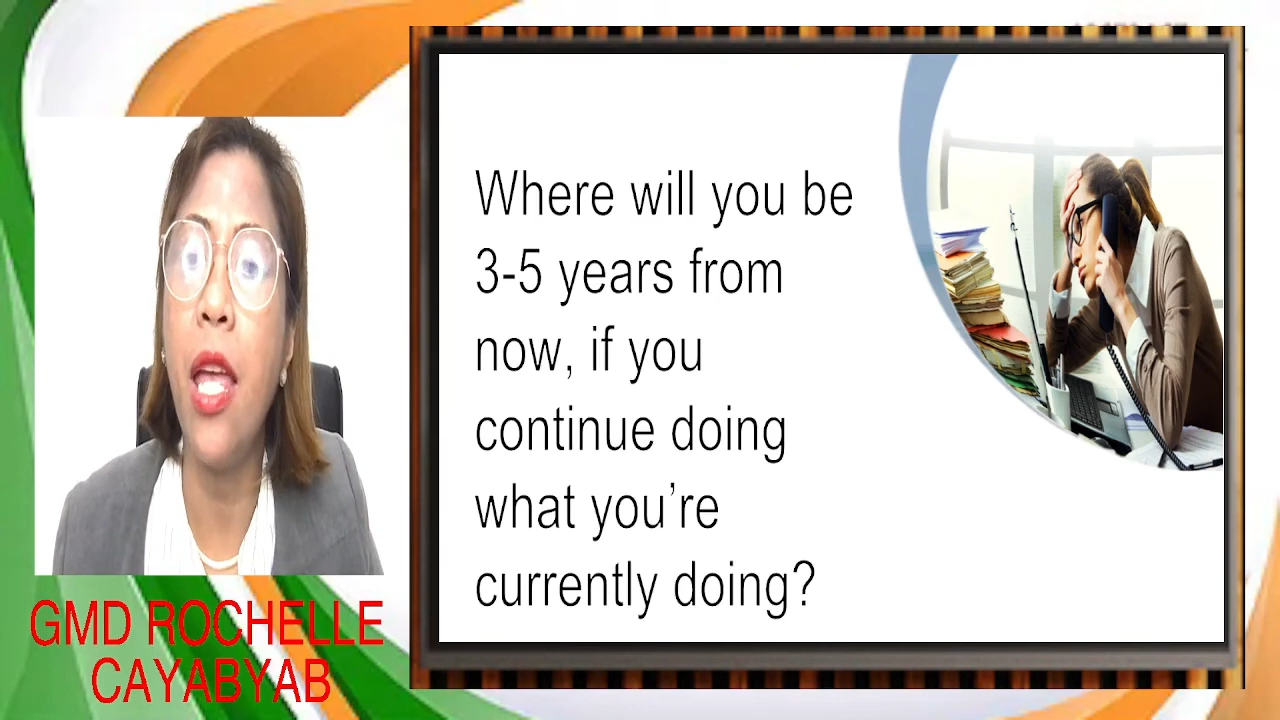 Where will you be
3-5 years from
now, if you
continue doing
what you’re
currently doing?
GMD ROCHELLE
CAYABYAB